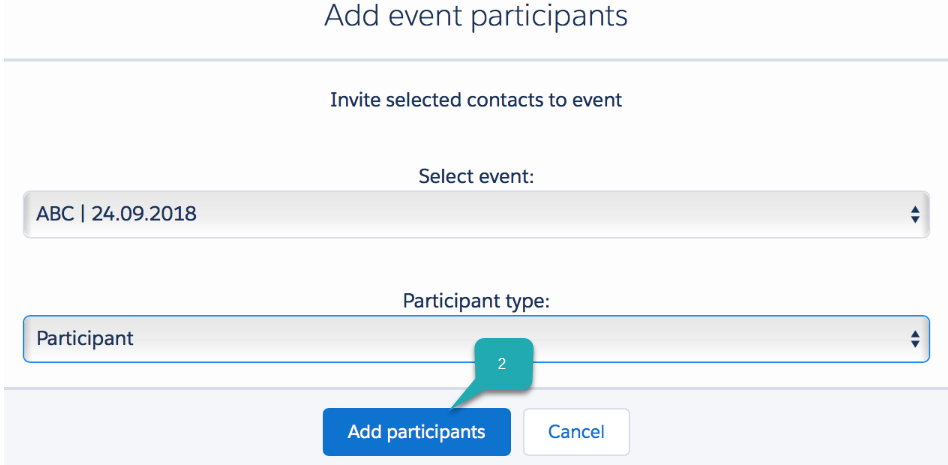 Add event participants
Invite selected contacts to event
Select event:
ABC | 24.09.2018
Participant type:
Participant
2
Add participants
Cancel